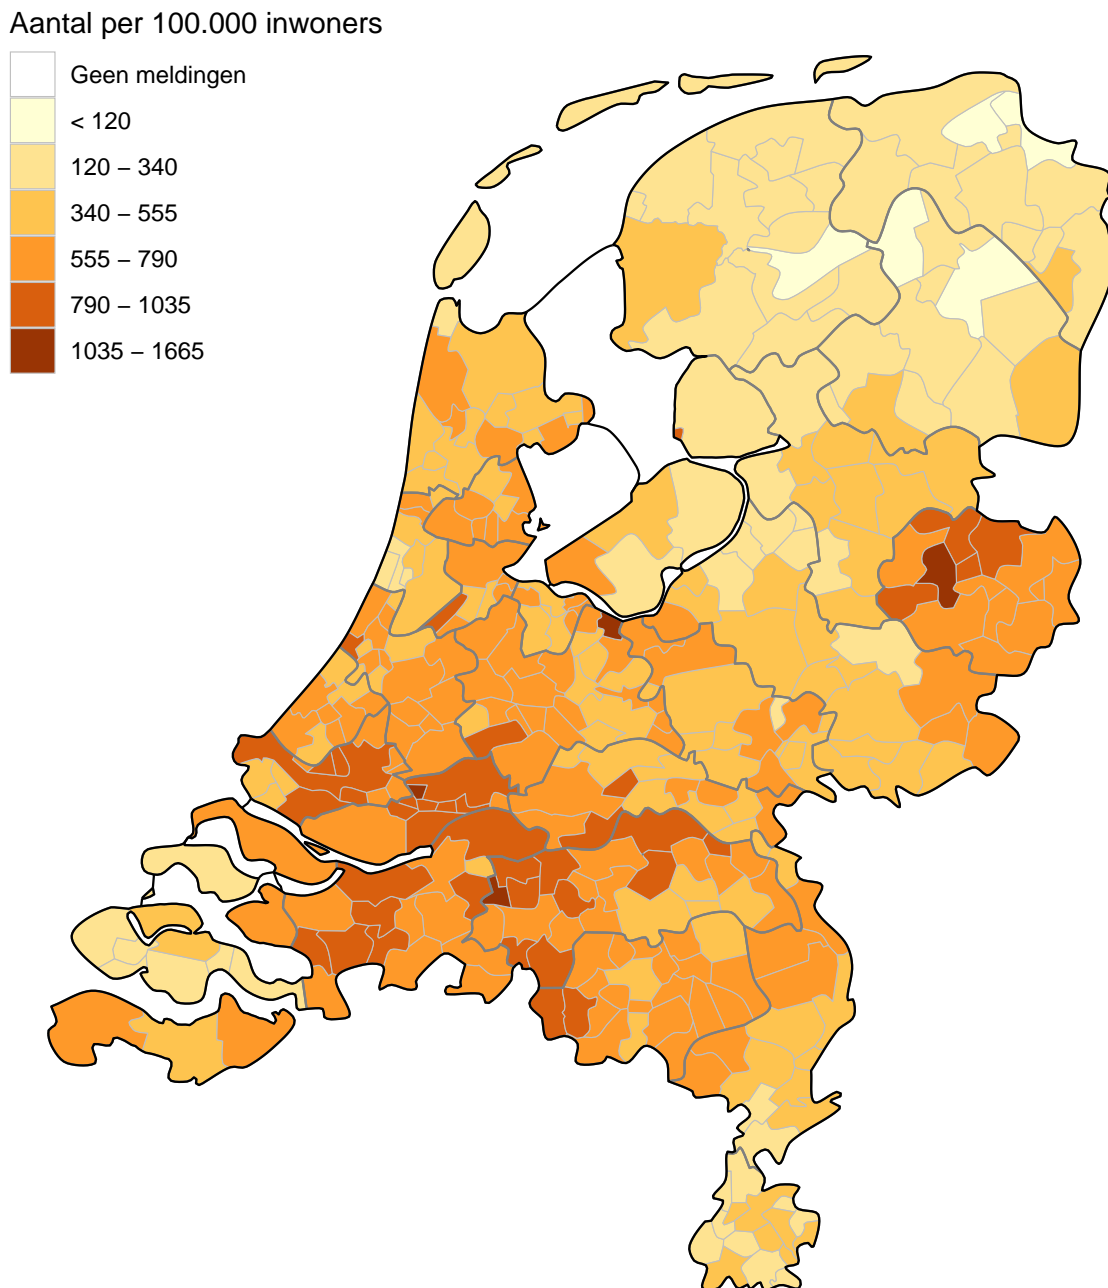 Aantal per 100.000 inwoners
Geen meldingen
< 120
120 – 340
340 – 555
555 – 790
790 – 1035
1035 – 1665